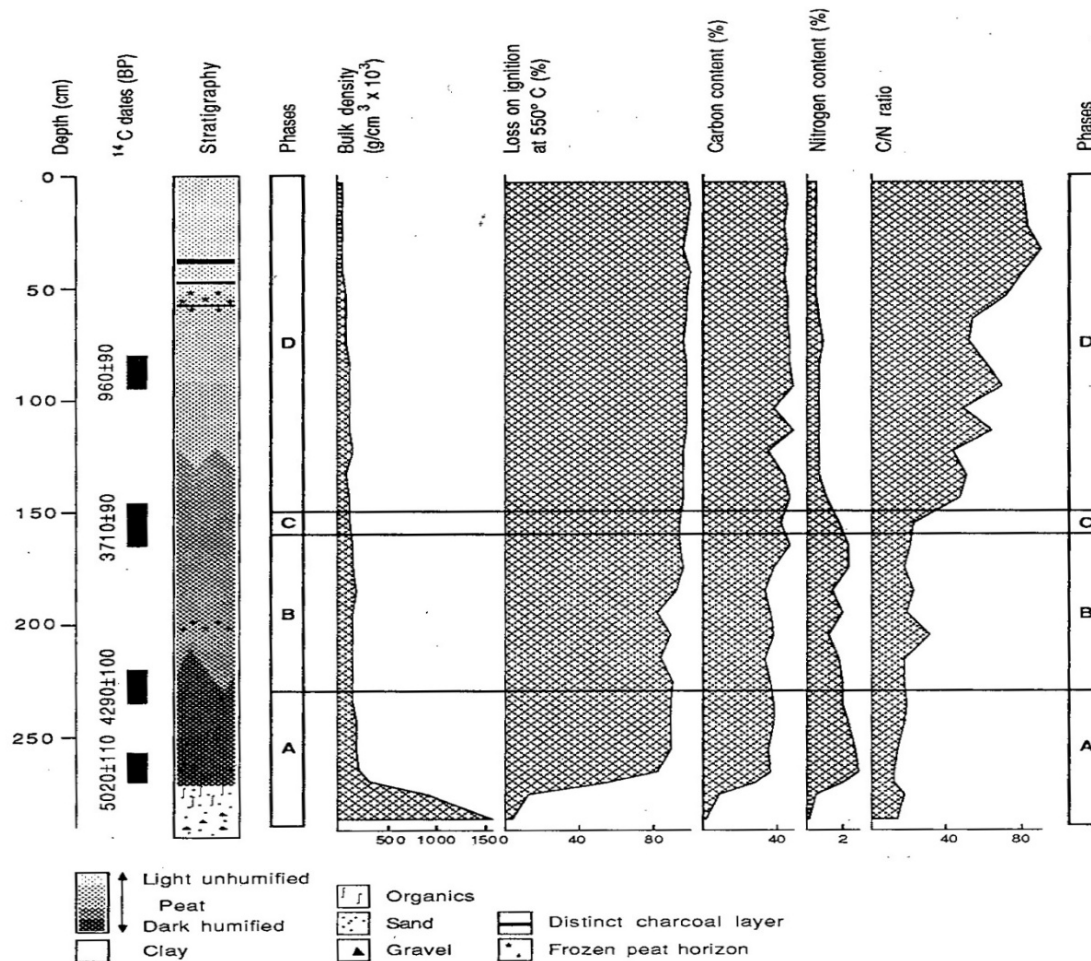 Depth (cm)
¹⁴C dates (BP)
Stratigraphy
Phases
Bulk density
(g/cm ³ x 10³)
Loss on ignition
at 550° C (%)
Carbon content (%)
Nitrogen content (%)
C/N ratio
Phases
0
50
100
150
200
250
960±90
3710±90
4290±100
5020±110
D
C
B
A
500
1000
1500
40
80
40
2
40
80
D
C
B
A
Light unhumified
Peat
Dark humified
Clay
Organics
Sand
Gravel
Distinct charcoal layer
Frozen peat horizon